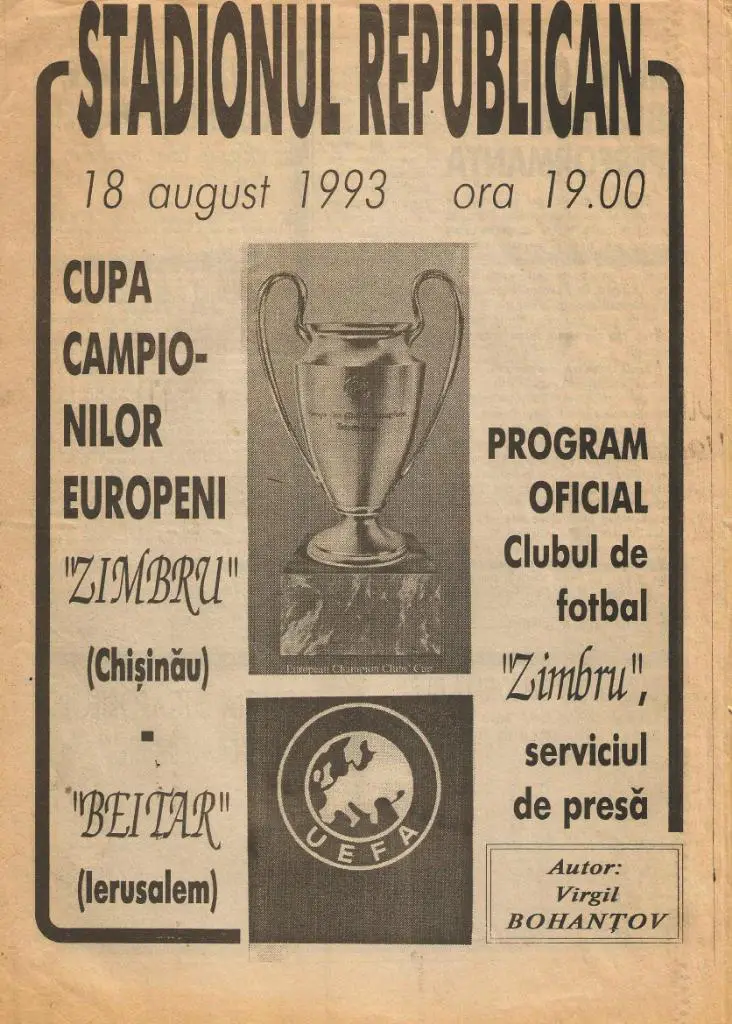 STADIONUL REPUBLICAN
18 august 1993 ora 19.00
CUPA
CAMPIO-
NILOR
EUROPENI
"ZIMBRU"
(Chișinău)
-
"BEITAR"
(Ierusalem)
European Champion Clubs' Cup
UEFA
PROGRAM
OFICIAL
Clubul de
fotbal
"Zimbru",
serviciul
de presă
Autor:
Virgil
BOHANȚOV